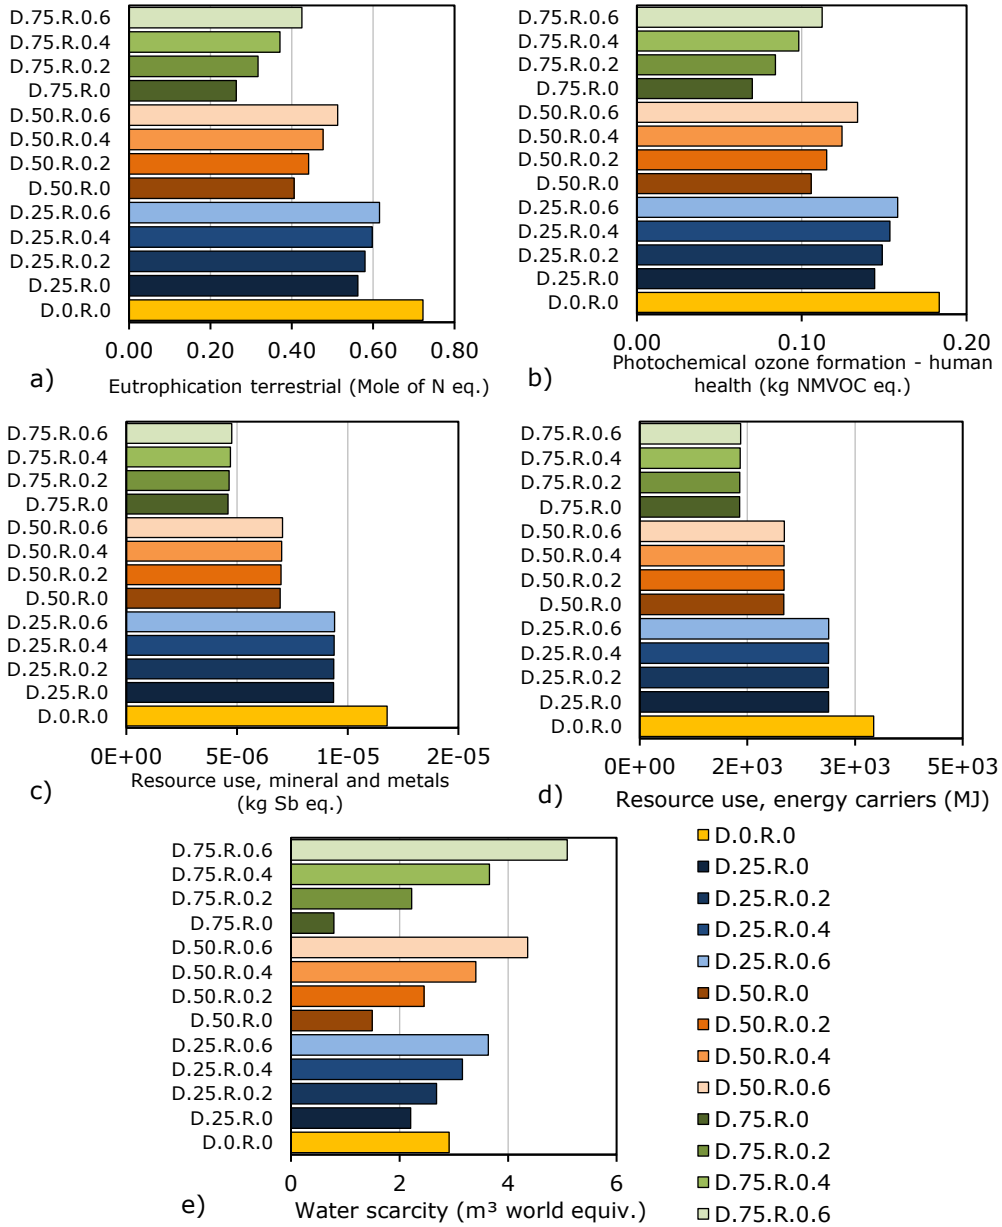 D.75.R.0.6
D.75.R.0.4
D.75.R.0.2
D.75.R.0
D.50.R.0.6
D.50.R.0.4
D.50.R.0.2
D.50.R.0
D.25.R.0.6
D.25.R.0.4
D.25.R.0.2
D.25.R.0
D.0.R.0
0.00 0.20 0.40 0.60 0.80
a) Eutrophication terrestrial (Mole of N eq.)
D.75.R.0.6
D.75.R.0.4
D.75.R.0.2
D.75.R.0
D.50.R.0.6
D.50.R.0.4
D.50.R.0.2
D.50.R.0
D.25.R.0.6
D.25.R.0.4
D.25.R.0.2
D.25.R.0
D.0.R.0
0.00 0.10 0.20
b) Photochemical ozone formation - human
health (kg NMVOC eq.)
D.75.R.0.6
D.75.R.0.4
D.75.R.0.2
D.75.R.0
D.50.R.0.6
D.50.R.0.4
D.50.R.0.2
D.50.R.0
D.25.R.0.6
D.25.R.0.4
D.25.R.0.2
D.25.R.0
D.0.R.0
0E+00 5E-06 1E-05 2E-05
c) Resource use, mineral and metals
(kg Sb eq.)
D.75.R.0.6
D.75.R.0.4
D.75.R.0.2
D.75.R.0
D.50.R.0.6
D.50.R.0.4
D.50.R.0.2
D.50.R.0
D.25.R.0.6
D.25.R.0.4
D.25.R.0.2
D.25.R.0
D.0.R.0
0E+00 2E+03 3E+03 5E+03
d) Resource use, energy carriers (MJ)
D.75.R.0.6
D.75.R.0.4
D.75.R.0.2
D.75.R.0
D.50.R.0.6
D.50.R.0.4
D.50.R.0.2
D.50.R.0
D.25.R.0.6
D.25.R.0.4
D.25.R.0.2
D.25.R.0
D.0.R.0
0 2 4 6
e) Water scarcity (m³ world equiv.)
D.0.R.0
D.25.R.0
D.25.R.0.2
D.25.R.0.4
D.25.R.0.6
D.50.R.0
D.50.R.0.2
D.50.R.0.4
D.50.R.0.6
D.75.R.0
D.75.R.0.2
D.75.R.0.4
D.75.R.0.6